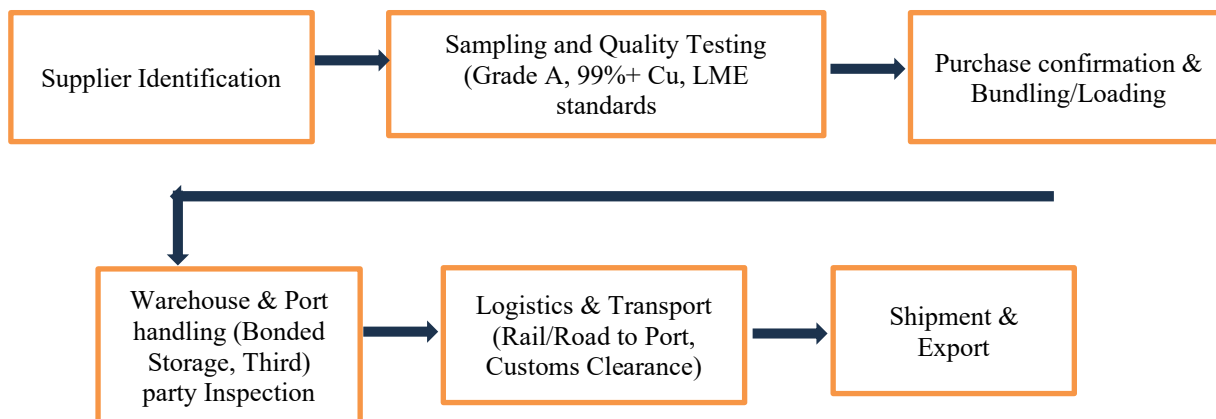 Supplier Identification
Sampling and Quality Testing
(Grade A, 99%+ Cu, LME
standards
Purchase confirmation &
Bundling/Loading
Warehouse & Port
handling (Bonded
Storage, Third)
party Inspection
Logistics & Transport
(Rail/Road to Port,
Customs Clearance)
Shipment &
Export